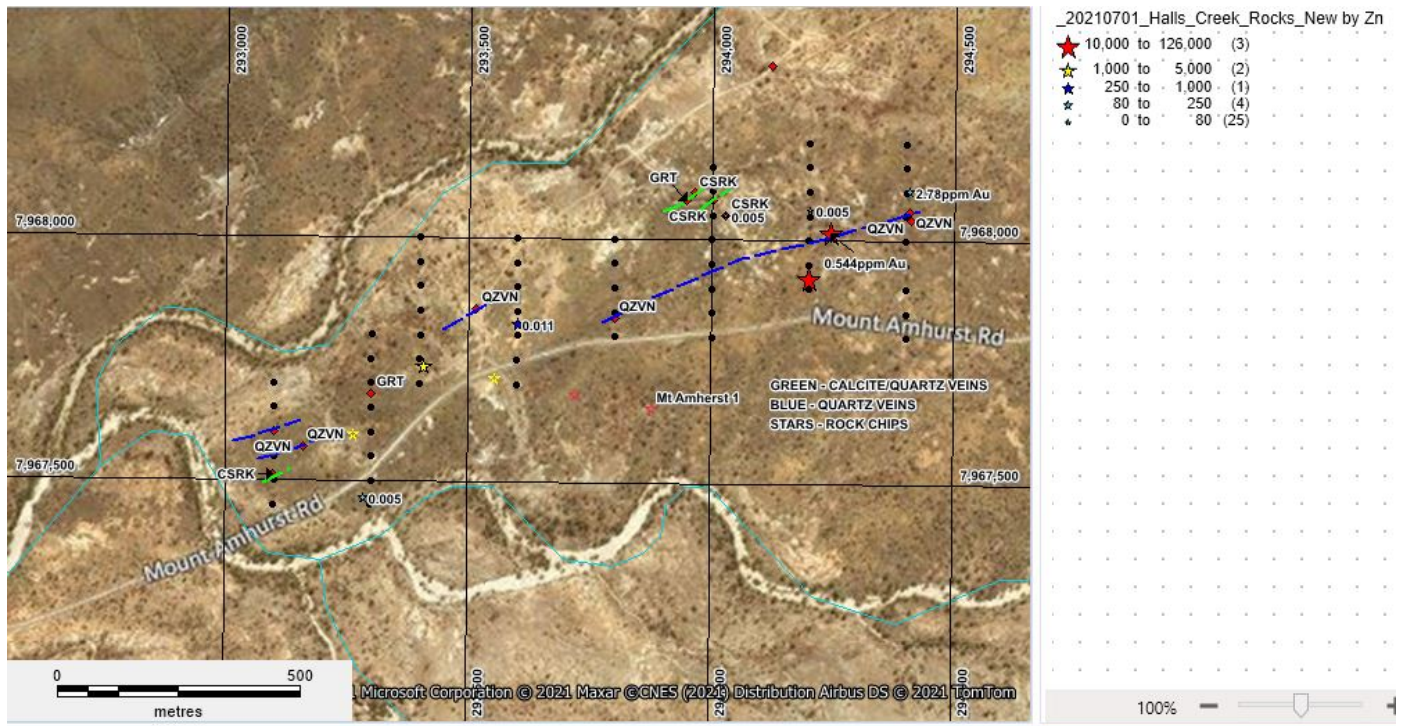 293,000
293,500
294,000
294,500
GRT
CSRK
CSRK
CSRK
0.005
0.005
2.78ppm Au
QZVN
QZVN
7,968,000
7,968,000
0.544ppm Au
QZVN
QZVN
0.011
Mount Amhurst Rd
GRT
Mt Amherst 1
GREEN - CALCITE/QUARTZ VEINS
BLUE - QUARTZ VEINS
STARS - ROCK CHIPS
QZVN
QZVN
7,967,500
CSRK
7,967,500
0.005
Mount Amhurst Rd
0 500
metres
Microsoft Corporation © 2021 Maxar ©CNES (2021) Distribution Airbus DS © 2021 TomTom
_20210701_Halls_Creek_Rocks_New by Zn
10,000 to 126,000 (3)
1,000 to 5,000 (2)
250 to 1,000 (1)
80 to 250 (4)
0 to 80 (25)
100%